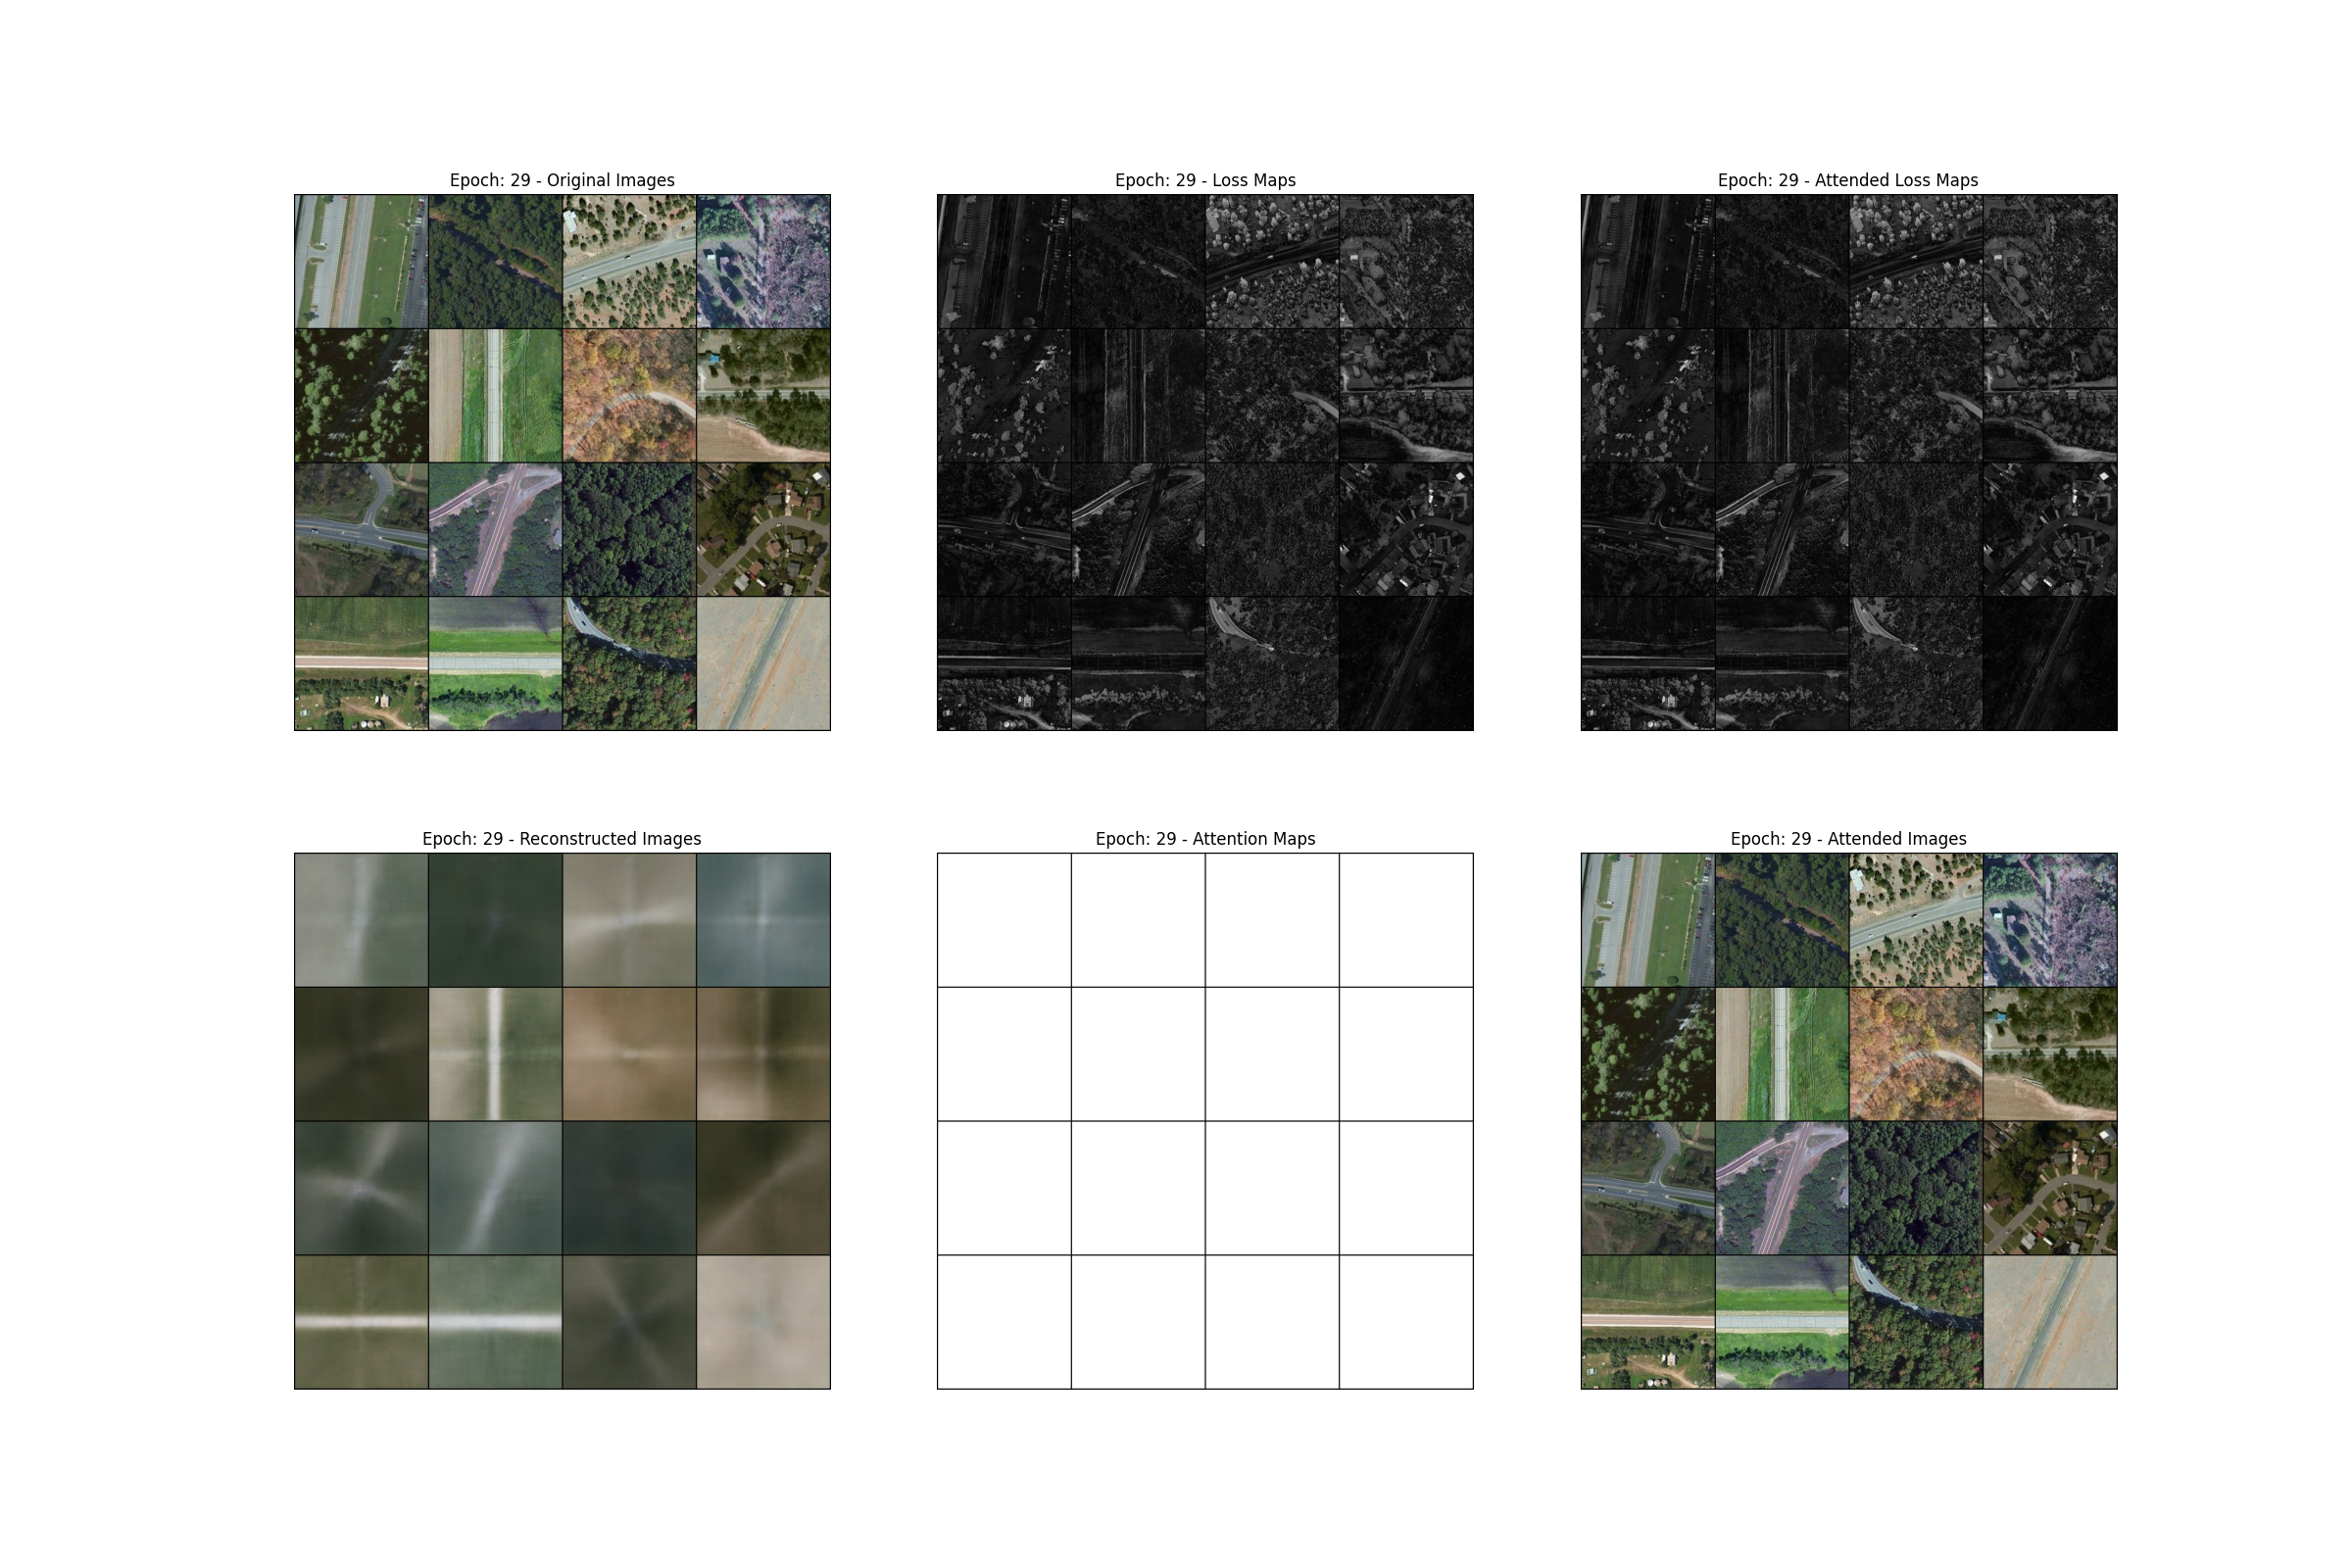 Epoch: 29 - Original Images
Epoch: 29 - Loss Maps
Epoch: 29 - Attended Loss Maps
Epoch: 29 - Reconstructed Images
Epoch: 29 - Attention Maps
Epoch: 29 - Attended Images